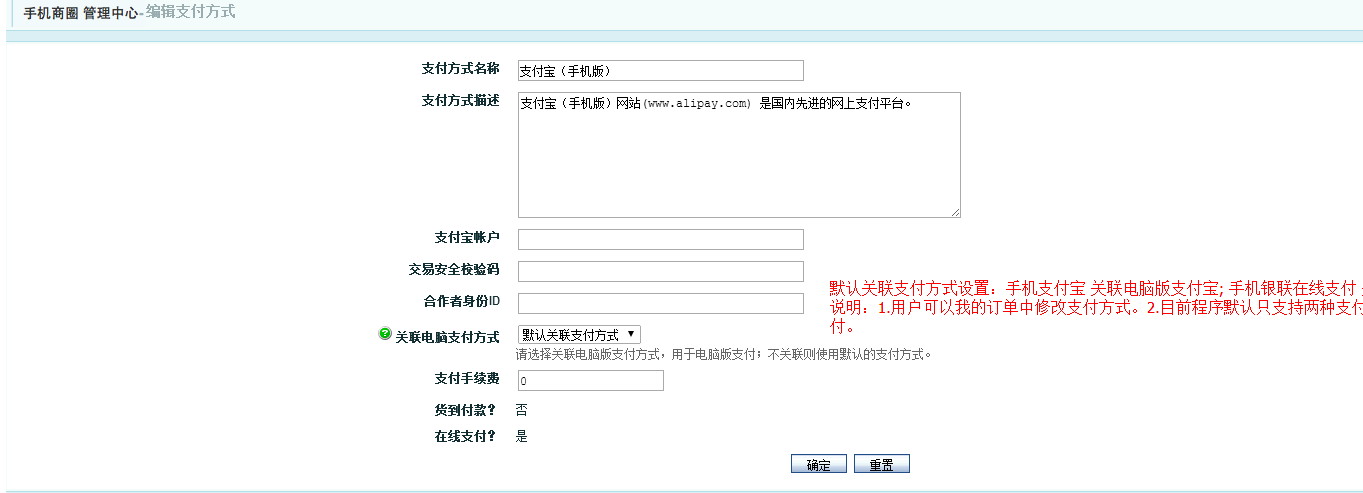 手机商圈 管理中心-编辑支付方式
支付方式名称 支付宝（手机版）
支付方式描述 支付宝（手机版）网站(www.alipay.com) 是国内先进的网上支付平台。
支付宝帐户
交易安全校验码
合作者身份ID
默认关联支付方式设置：手机支付宝 关联电脑版支付宝; 手机银联在线支付
说明：1.用户可以我的订单中修改支付方式。2.目前程序默认只支持两种支付
付。
关联电脑支付方式 默认关联支付方式
请选择关联电脑版支付方式，用于电脑版支付；不关联则使用默认的支付方式。
支付手续费 0
货到付款？ 否
在线支付？ 是
确定 重置